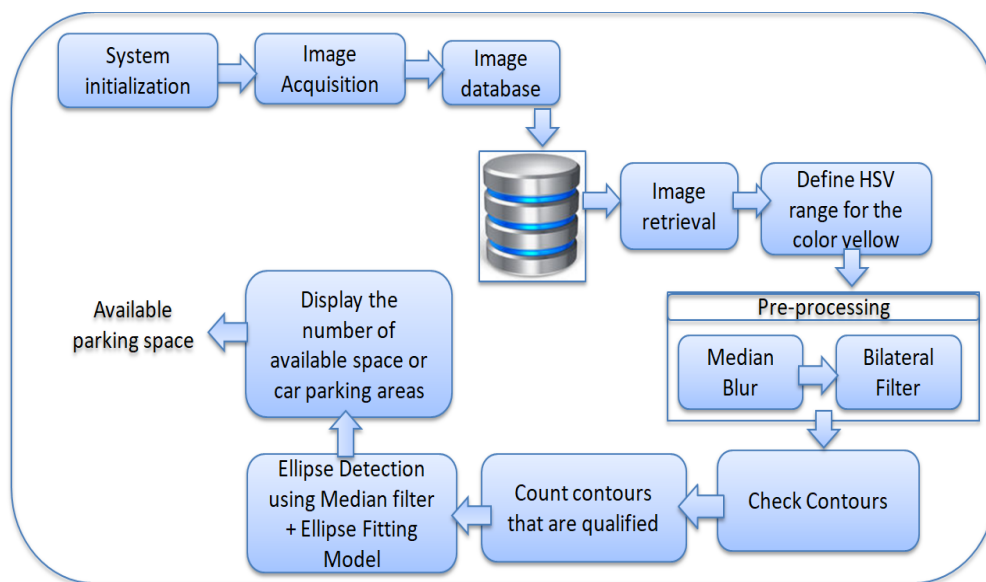 System
initialization
Image
Acquisition
Image
database
Image
retrieval
Define HSV
range for the
color yellow
Pre-processing
Median
Blur
Bilateral
Filter
Check Contours
Count contours
that are qualified
Ellipse Detection
using Median filter
+ Ellipse Fitting
Model
Display the
number of
available space or
car parking areas
Available
parking space